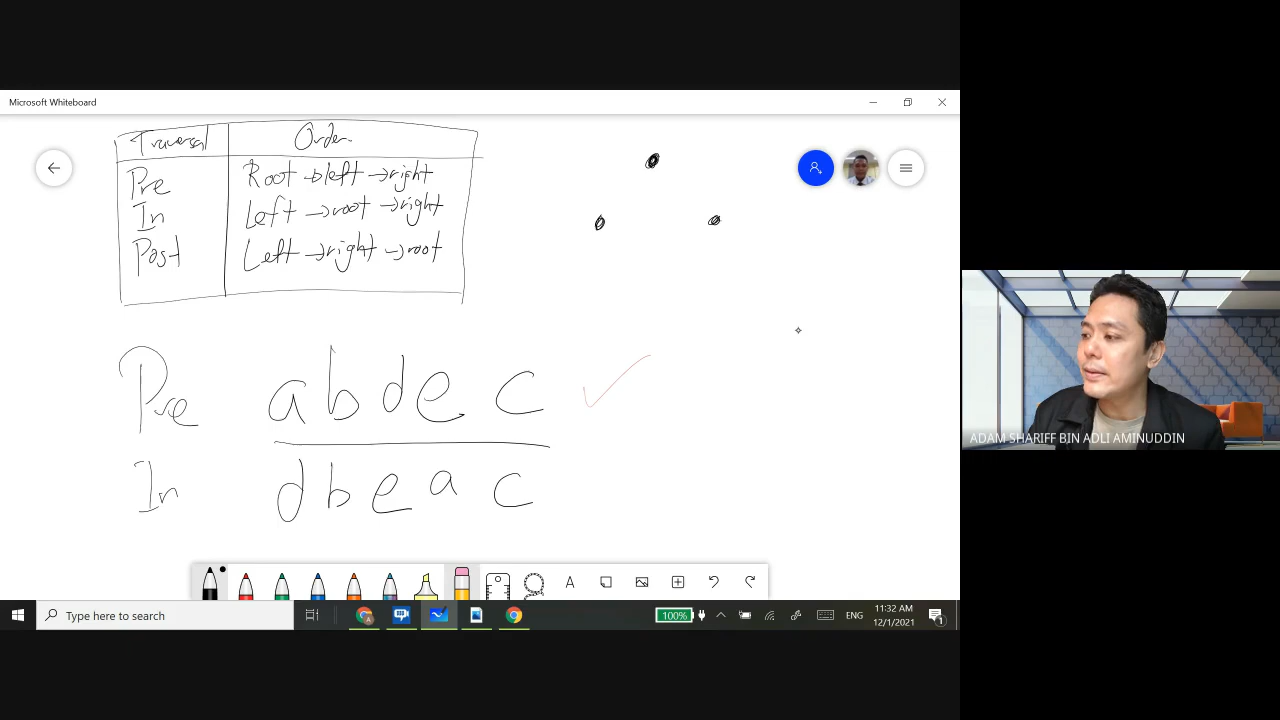 Microsoft Whiteboard
Traversal Order
Pre Root → left → right
In Left → root → right
Post Left → right → root
Pre a b d e c ✓
In d b e a c
ADAM SHARIFF BIN ADLI AMINUDDIN
Type here to search
100%
ENG
11:32 AM
12/1/2021